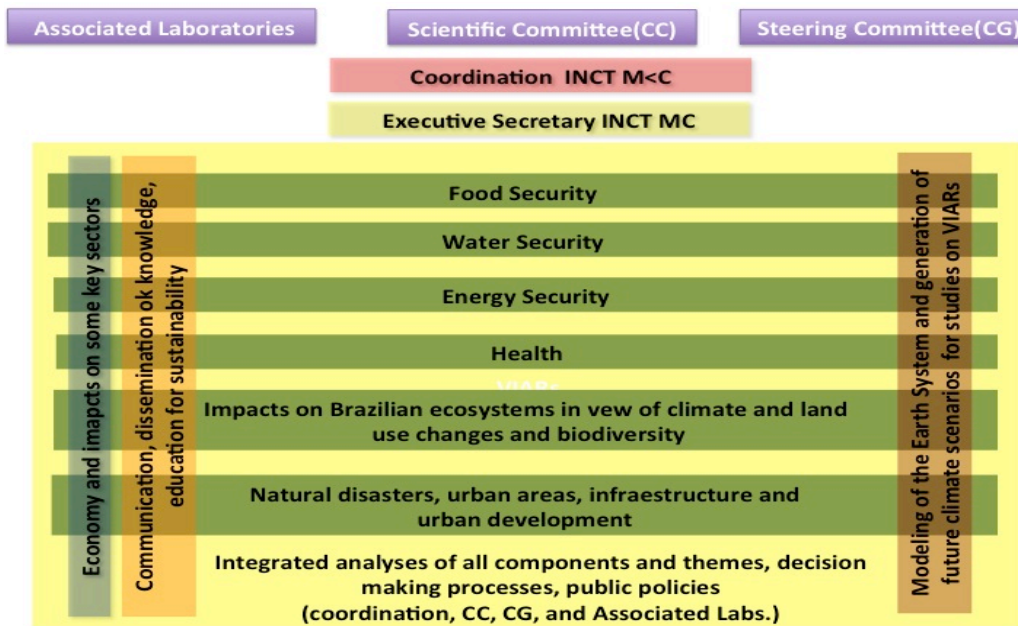 Associated Laboratories
Scientific Committee(CC)
Steering Committee(CG)
Coordination INCT M<C
Executive Secretary INCT MC
Economy and imapcts on some key sectors
Communication, dissemination ok knowledge,
education for sustainability
Food Security
Water Security
Energy Security
Health
VIARs
Impacts on Brazilian ecosystems in vew of climate and land
use changes and biodiversity
Natural disasters, urban areas, infraestructure and
urban development
Integrated analyses of all components and themes, decision
making processes, public policies
(coordination, CC, CG, and Associated Labs.)
Modeling of the Earth System and generation of
future climate scenarios for studies on VIARs